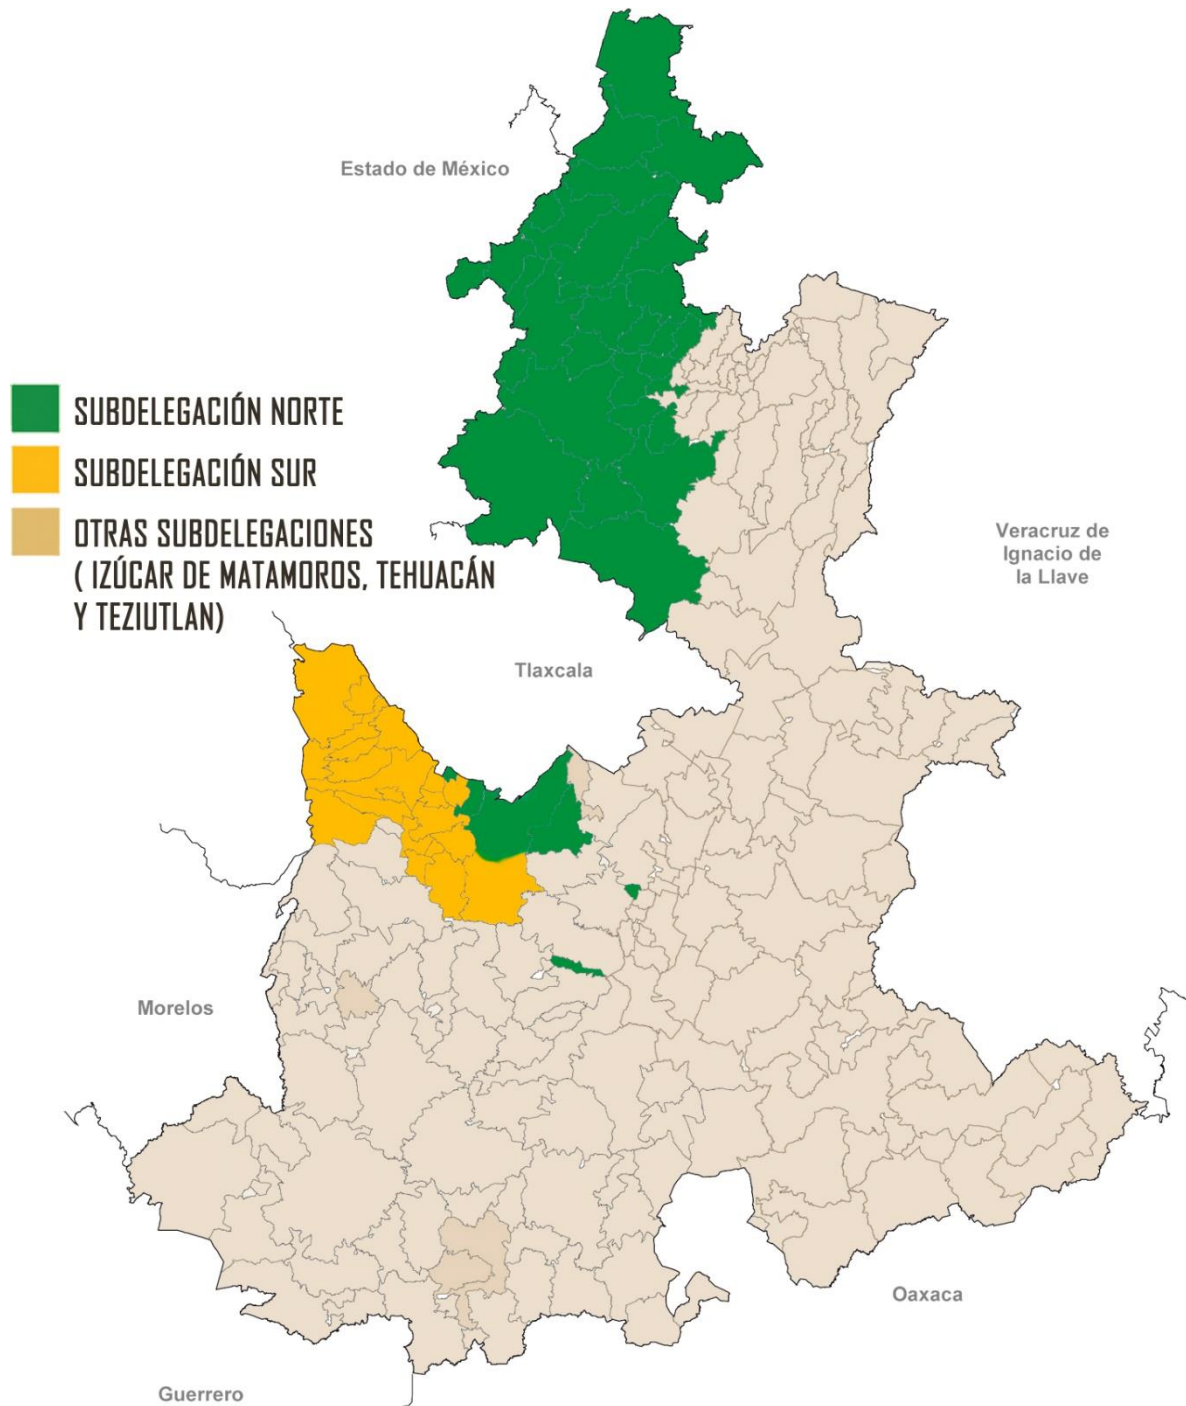 Estado de México
SUBDELEGACIÓN NORTE
SUBDELEGACIÓN SUR
OTRAS SUBDELEGACIONES
( IZÚCAR DE MATAMOROS, TEHUACÁN
Y TEZIUTLAN)
Veracruz de
Ignacio de
la Llave
Tlaxcala
Morelos
Oaxaca
Guerrero